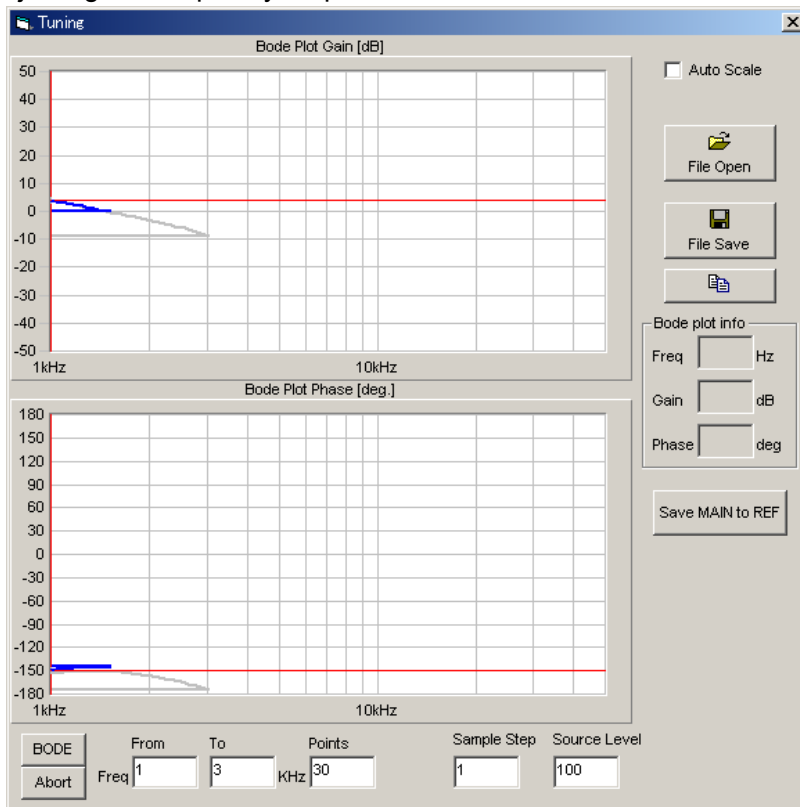 Tuning
Bode Plot Gain [dB]
50
40
30
20
10
0
-10
-20
-30
-40
-50
1kHz 10kHz
Bode Plot Phase [deg.]
180
150
120
90
60
30
0
-30
-60
-90
-120
-150
-180
1kHz 10kHz
Auto Scale
File Open
File Save
Bode plot info
Freq Hz
Gain dB
Phase deg
Save MAIN to REF
BODE
Abort
From To Points Sample Step Source Level
Freq 1 3 KHz 30 1 100